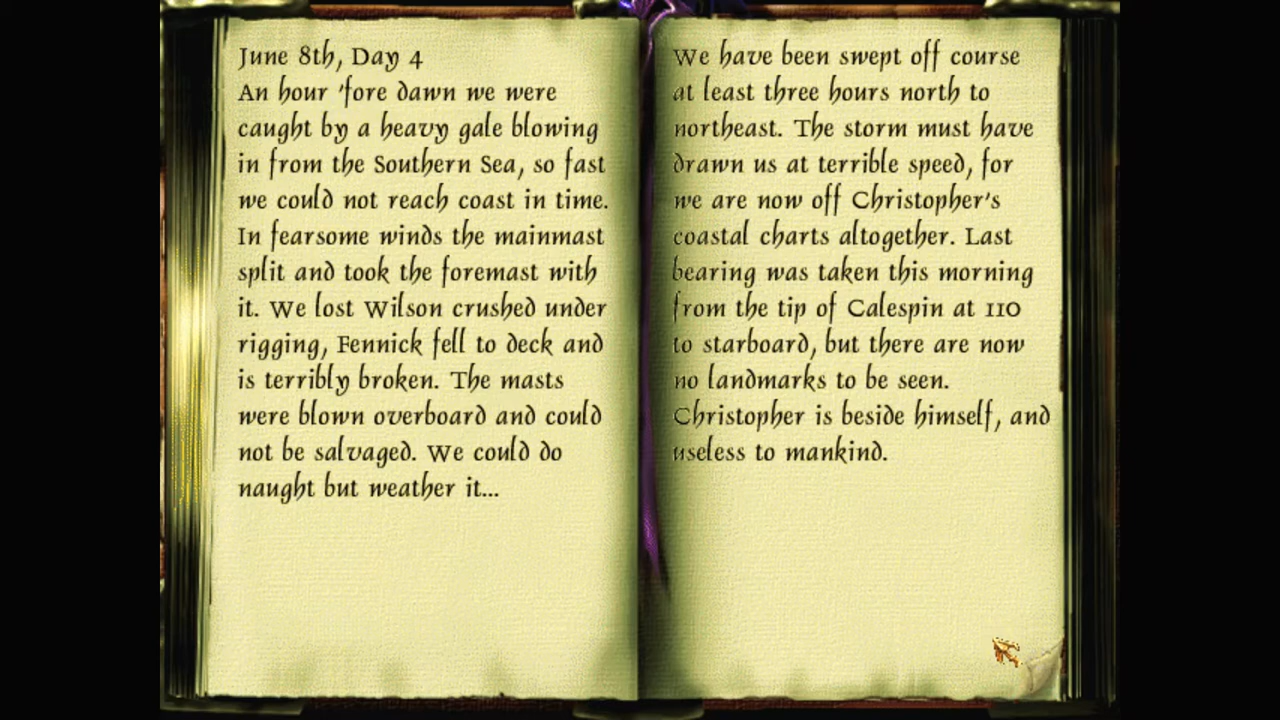 June 8th, Day 4
An hour 'fore dawn we were
caught by a heavy gale blowing
in from the Southern Sea, so fast
we could not reach coast in time.
In fearsome winds the mainmast
split and took the foremast with
it. We lost Wilson crushed under
rigging, Fennick fell to deck and
is terribly broken. The masts
were blown overboard and could
not be salvaged. We could do
naught but weather it...
We have been swept off course
at least three hours north to
northeast. The storm must have
drawn us at terrible speed, for
we are now off Christopher's
coastal charts altogether. Last
bearing was taken this morning
from the tip of Calespin at 110
to starboard, but there are now
no landmarks to be seen.
Christopher is beside himself, and
useless to mankind.